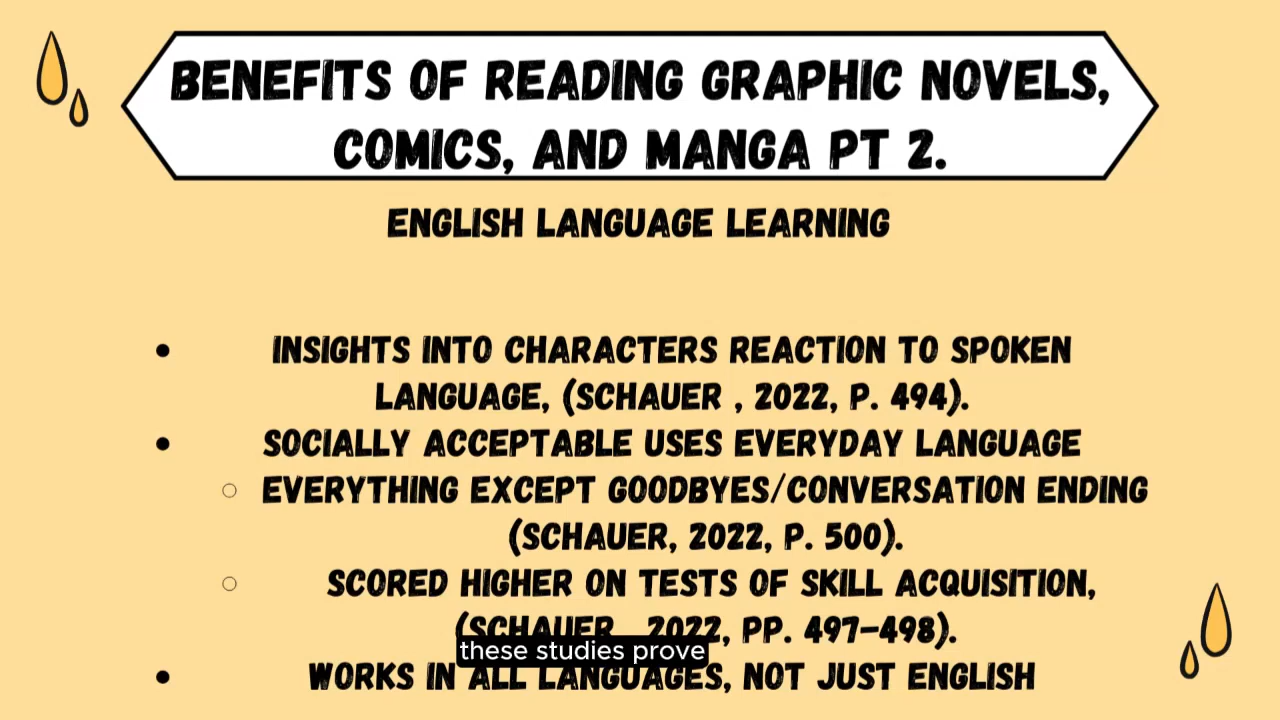 BENEFITS OF READING GRAPHIC NOVELS,
COMICS, AND MANGA PT 2.
ENGLISH LANGUAGE LEARNING
INSIGHTS INTO CHARACTERS REACTION TO SPOKEN
LANGUAGE, (SCHAUER , 2022, P. 494).
SOCIALLY ACCEPTABLE USES EVERYDAY LANGUAGE
EVERYTHING EXCEPT GOODBYES/CONVERSATION ENDING
(SCHAUER, 2022, P. 500).
SCORED HIGHER ON TESTS OF SKILL ACQUISITION,
(SCHAUER , 2022, PP. 497–498).
these studies prove
WORKS IN ALL LANGUAGES, NOT JUST ENGLISH